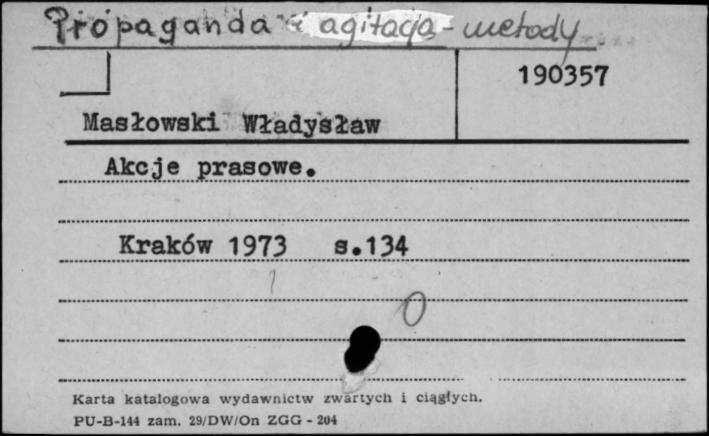 Propaganda i agitacja - metody
190357
Masłowski Władysław
Akcje prasowe.
Kraków 1973 s.134
0
Karta katalogowa wydawnictw zwartych i ciągłych.
PU-B-144 zam. 29/DW/On ZGG - 204